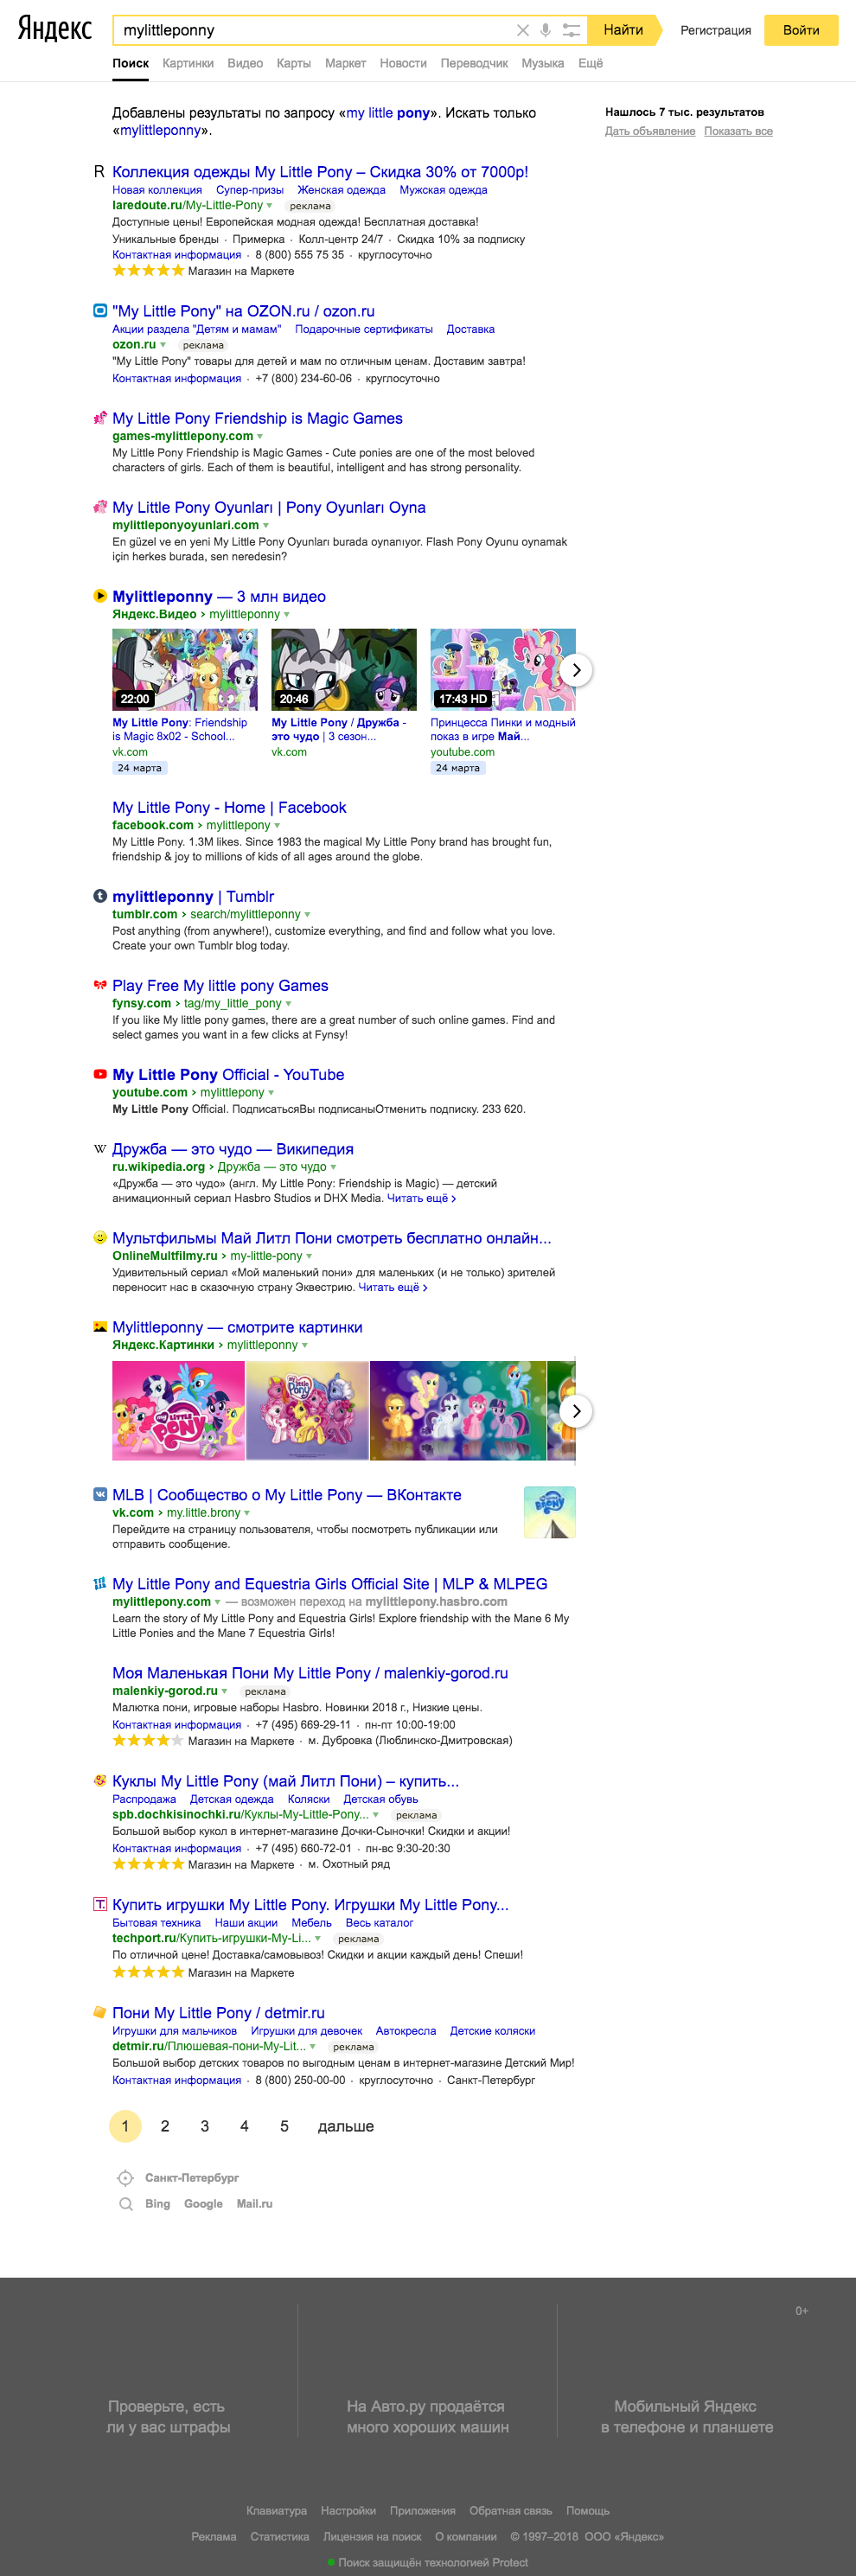 Яндекс
mylittleponny
Найти
Регистрация
Войти
Поиск Картинки Видео Карты Маркет Новости Переводчик Музыка Ещё
Добавлены результаты по запросу «my little pony». Искать только
«mylittleponny».
Нашлось 7 тыс. результатов
Дать объявление Показать все
Коллекция одежды My Little Pony – Скидка 30% от 7000р!
Новая коллекция Супер-призы Женская одежда Мужская одежда
laredoute.ru/My-Little-Pony реклама
Доступные цены! Европейская модная одежда! Бесплатная доставка!
Уникальные бренды · Примерка · Колл-центр 24/7 · Скидка 10% за подписку
Контактная информация · 8 (800) 555 75 35 · круглосуточно
Магазин на Маркете
"My Little Pony" на OZON.ru / ozon.ru
Акции раздела "Детям и мамам" Подарочные сертификаты Доставка
ozon.ru реклама
"My Little Pony" товары для детей и мам по отличным ценам. Доставим завтра!
Контактная информация · +7 (800) 234-60-06 · круглосуточно
My Little Pony Friendship is Magic Games
games-mylittlepony.com
My Little Pony Friendship is Magic Games - Cute ponies are one of the most beloved
characters of girls. Each of them is beautiful, intelligent and has strong personality.
My Little Pony Oyunları | Pony Oyunları Oyna
mylittleponyoyunlari.com
En güzel ve en yeni My Little Pony Oyunları burada oynanıyor. Flash Pony Oyunu oynamak
için herkes burada, sen neredesin?
Mylittleponny — 3 млн видео
Яндекс.Видео › mylittleponny
22:00
20:46
17:43 HD
My Little Pony: Friendship
is Magic 8x02 - School...
vk.com
24 марта
My Little Pony / Дружба -
это чудо | 3 сезон...
vk.com
Принцесса Пинки и модный
показ в игре Май...
youtube.com
24 марта
My Little Pony - Home | Facebook
facebook.com › mylittlepony
My Little Pony. 1.3M likes. Since 1983 the magical My Little Pony brand has brought fun,
friendship & joy to millions of kids of all ages around the globe.
mylittleponny | Tumblr
tumblr.com › search/mylittleponny
Post anything (from anywhere!), customize everything, and find and follow what you love.
Create your own Tumblr blog today.
Play Free My little pony Games
fynsy.com › tag/my_little_pony
If you like My little pony games, there are a great number of such online games. Find and
select games you want in a few clicks at Fynsy!
My Little Pony Official - YouTube
youtube.com › mylittlepony
My Little Pony Official. ПодписатьсяВы подписаныОтменить подписку. 233 620.
Дружба — это чудо — Википедия
ru.wikipedia.org › Дружба — это чудо
«Дружба — это чудо» (англ. My Little Pony: Friendship is Magic) — детский
анимационный сериал Hasbro Studios и DHX Media. Читать ещё ›
Мультфильмы Май Литл Пони смотреть бесплатно онлайн...
OnlineMultfilmy.ru › my-little-pony
Удивительный сериал «Мой маленький пони» для маленьких (и не только) зрителей
переносит нас в сказочную страну Эквестрию. Читать ещё ›
Mylittleponny — смотрите картинки
Яндекс.Картинки › mylittleponny
MY LITTLE PONY
my little Pony
MLB | Сообщество о My Little Pony — ВКонтакте
vk.com › my.little.brony
Перейдите на страницу пользователя, чтобы посмотреть публикации или
отправить сообщение.
BRONY
My Little Pony and Equestria Girls Official Site | MLP & MLPEG
mylittlepony.com — возможен переход на mylittlepony.hasbro.com
Learn the story of My Little Pony and Equestria Girls! Explore friendship with the Mane 6 My
Little Ponies and the Mane 7 Equestria Girls!
Моя Маленькая Пони My Little Pony / malenkiy-gorod.ru
malenkiy-gorod.ru реклама
Малютка пони, игровые наборы Hasbro. Новинки 2018 г., Низкие цены.
Контактная информация · +7 (495) 669-29-11 · пн-пт 10:00-19:00
Магазин на Маркете · м. Дубровка (Люблинско-Дмитровская)
Куклы My Little Pony (май Литл Пони) – купить...
Распродажа Детская одежда Коляски Детская обувь
spb.dochkisinochki.ru/Куклы-My-Little-Pony... реклама
Большой выбор кукол в интернет-магазине Дочки-Сыночки! Скидки и акции!
Контактная информация · +7 (495) 660-72-01 · пн-вс 9:30-20:30
Магазин на Маркете · м. Охотный ряд
Купить игрушки My Little Pony. Игрушки My Little Pony...
Бытовая техника Наши акции Мебель Весь каталог
techport.ru/Купить-игрушки-My-Li... реклама
По отличной цене! Доставка/самовывоз! Скидки и акции каждый день! Спеши!
Магазин на Маркете
Пони My Little Pony / detmir.ru
Игрушки для мальчиков Игрушки для девочек Автокресла Детские коляски
detmir.ru/Плюшевая-пони-My-Lit... реклама
Большой выбор детских товаров по выгодным ценам в интернет-магазине Детский Мир!
Контактная информация · 8 (800) 250-00-00 · круглосуточно · Санкт-Петербург
1 2 3 4 5 дальше
Санкт-Петербург
Bing Google Mail.ru
0+
Проверьте, есть
ли у вас штрафы
На Авто.ру продаётся
много хороших машин
Мобильный Яндекс
в телефоне и планшете
Клавиатура Настройки Приложения Обратная связь Помощь
Реклама Статистика Лицензия на поиск О компании © 1997–2018 ООО «Яндекс»
Поиск защищён технологией Protect